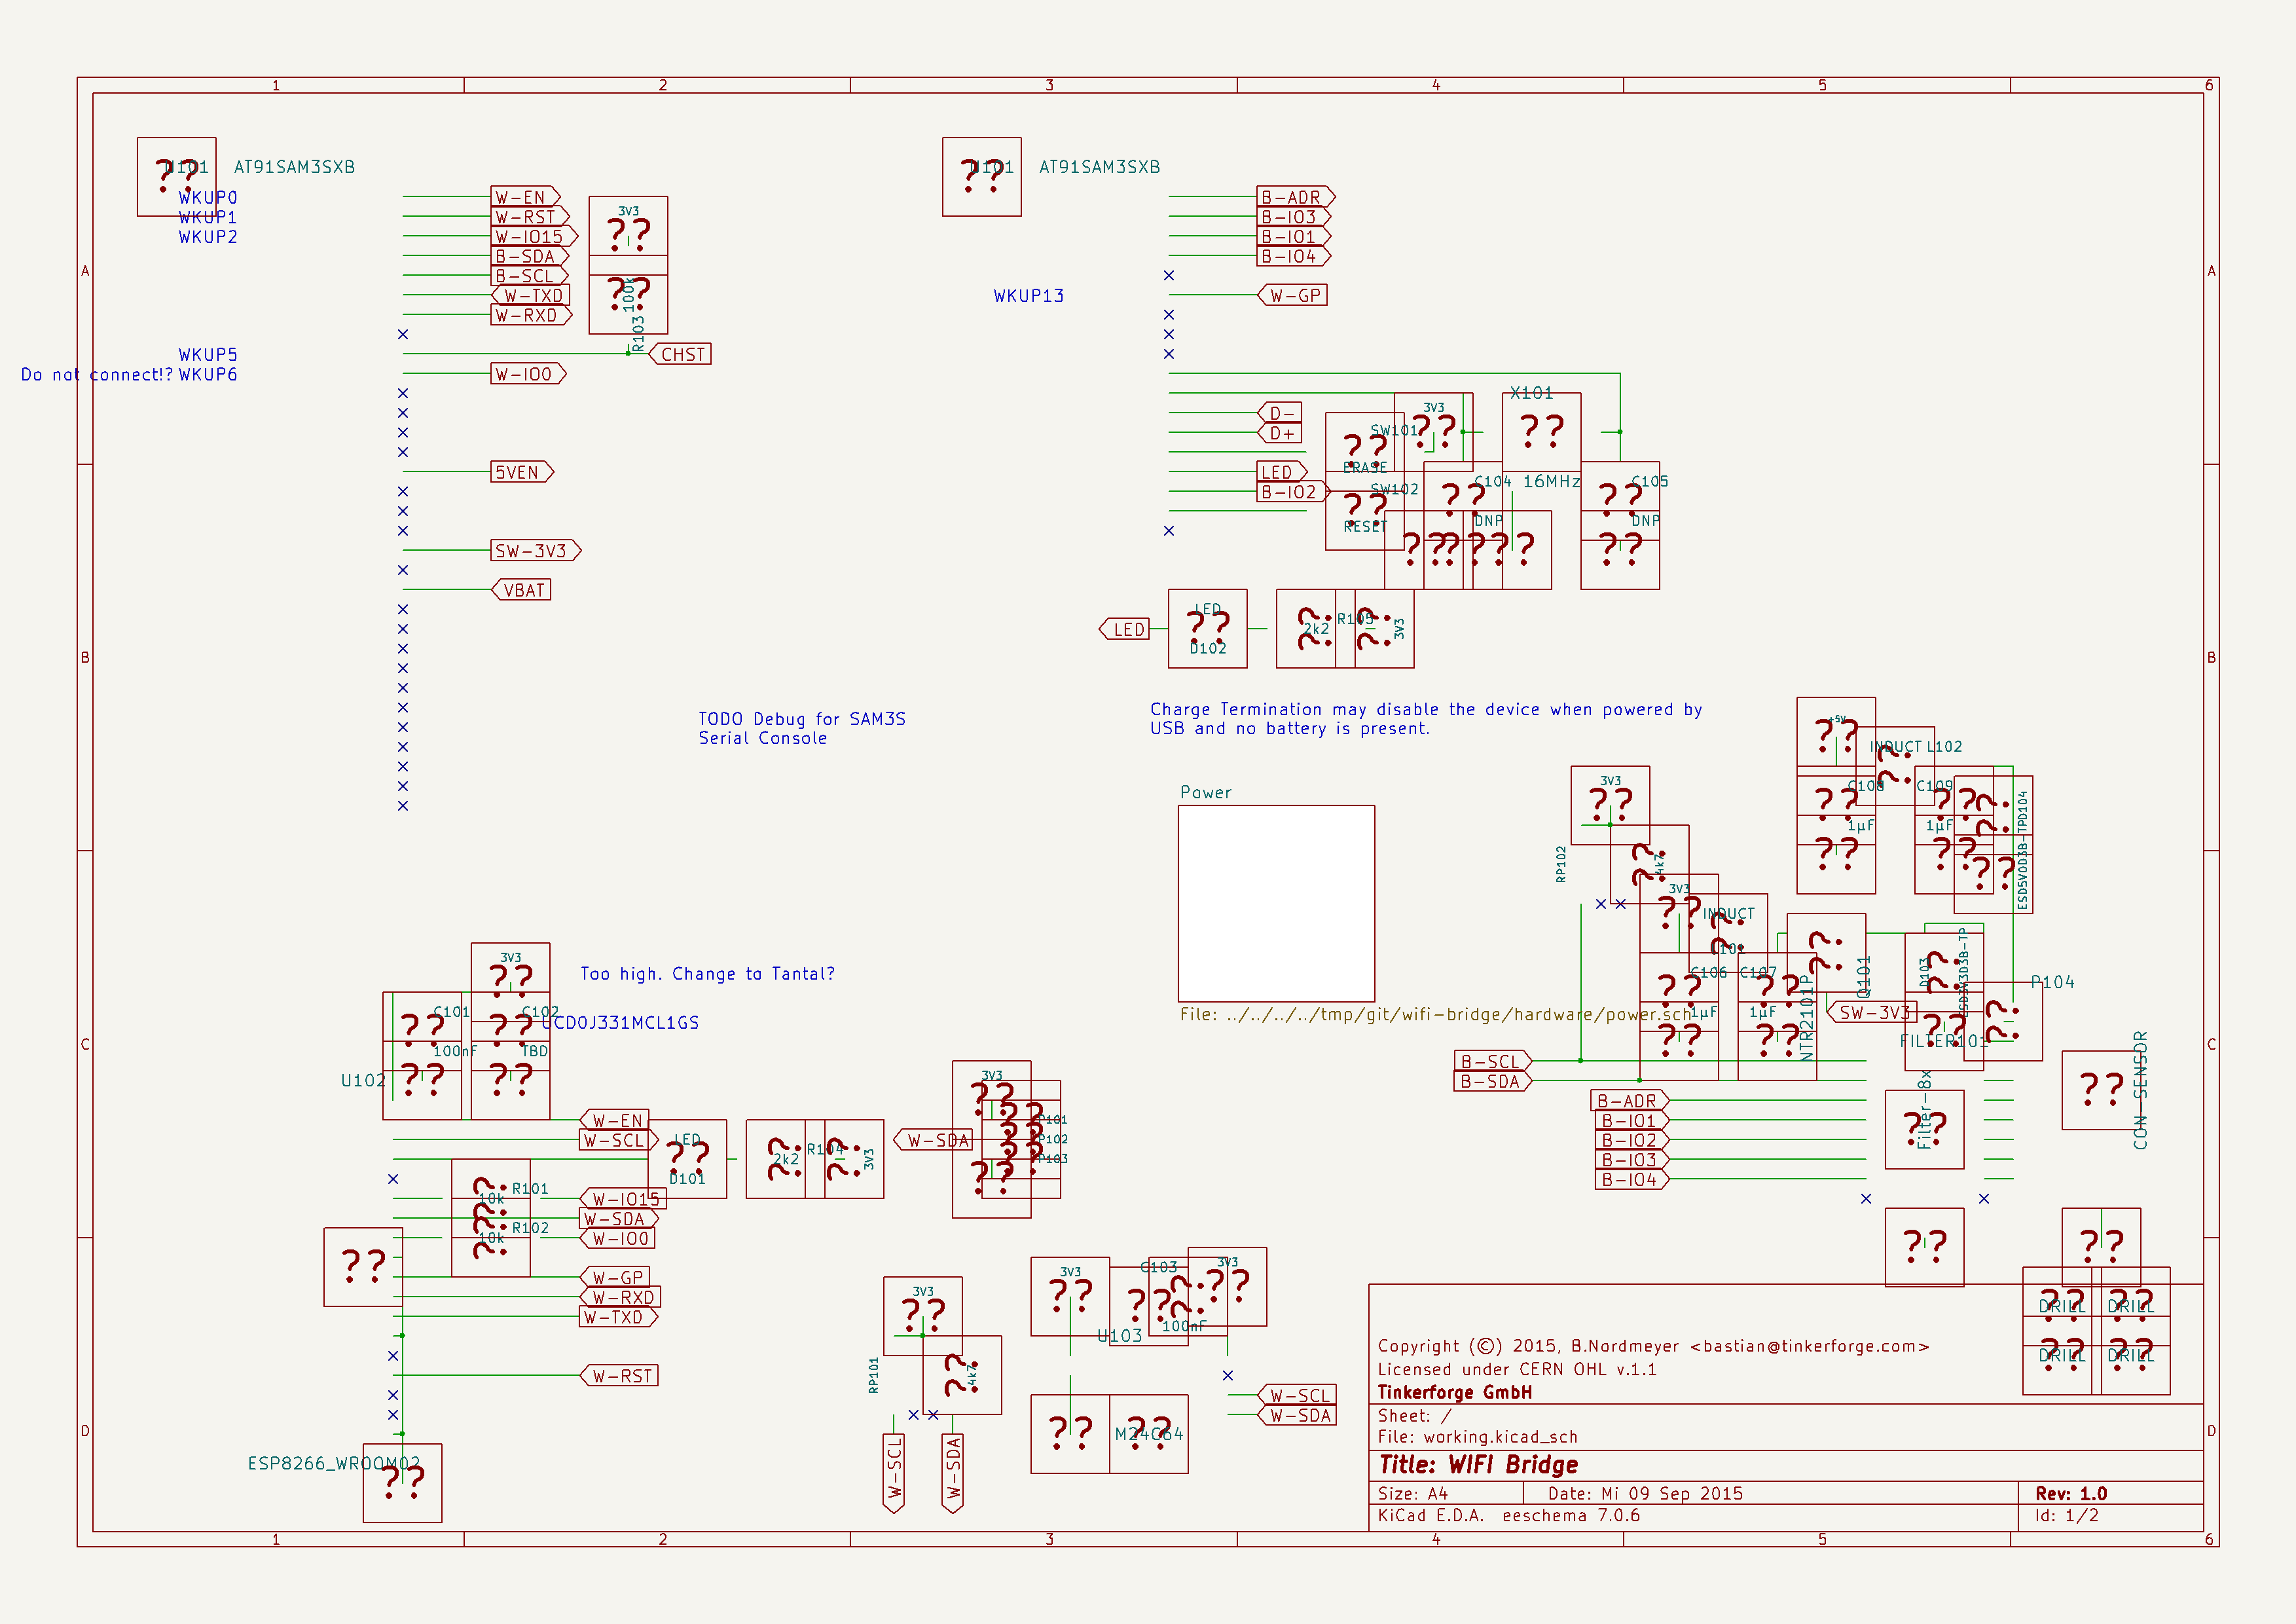 1 2 3 4 5 6
A A
B B
C C
D D
1 2 3 4 5 6
?? U101 AT91SAM3SXB
WKUP0
WKUP1
WKUP2
WKUP5
Do not connect!? WKUP6
W-EN
W-RST
W-IO15
B-SDA
B-SCL
W-TXD
W-RXD
CHST
W-IO0
5VEN
SW-3V3
VBAT
3V3
??
??
100k
R103
?? U101 AT91SAM3SXB
WKUP13
B-ADR
B-IO3
B-IO1
B-IO4
W-GP
D-
D+
LED
B-IO2
SW101
??
ERASE
SW102
??
RESET
3V3
??
X101
??
16MHz
C104
??
DNP
C105
??
DNP
?? ?? ?? ??
LED
LED
??
D102
?? 2k2 R105 ?? 3V3
TODO Debug for SAM3S
Serial Console
Charge Termination may disable the device when powered by
USB and no battery is present.
Power
File: ../../../../tmp/git/wifi-bridge/hardware/power.sch
+5V
??
INDUCT L102
??
C108
??
1µF
??
C109
??
1µF
??
D104
ESD5V0D3B-TP
??
??
3V3
??
RP102
4k7
??
3V3
??
INDUCT
??
L101
C106
??
1µF
??
C107
??
1µF
??
Q101
NTR2101P
??
SW-3V3
D103
ESD3V3D3B-TP
??
??
P104
??
CON-SENSOR
??
FILTER101
Filter-8x
??
B-SCL
B-SDA
B-ADR
B-IO1
B-IO2
B-IO3
B-IO4
??
??
DRILL DRILL
DRILL DRILL
?? ??
?? ??
Too high. Change to Tantal?
UCD0J331MCL1GS
3V3
??
C101
??
100nF
??
C102
??
TBD
??
U102
W-EN
W-SCL
W-IO15
W-SDA
W-IO0
W-GP
W-RXD
W-TXD
W-RST
R101
10k
??
R102
10k
??
??
ESP8266_WROOM02
??
LED
??
D101
?? 2k2 R104 ?? 3V3
W-SDA
3V3
??
P101
P102
P103
?? ?? ?? ??
3V3
??
RP101
4k7
??
W-SCL
W-SDA
3V3
??
C103
??
100nF
??
3V3
??
U103
M24C64
?? ??
W-SCL
W-SDA
Copyright (©) 2015, B.Nordmeyer <bastian@tinkerforge.com>
Licensed under CERN OHL v.1.1
Tinkerforge GmbH
Sheet: /
File: working.kicad_sch
Title: WIFI Bridge
Size: A4 Date: Mi 09 Sep 2015 Rev: 1.0
KiCad E.D.A. eeschema 7.0.6 Id: 1/2